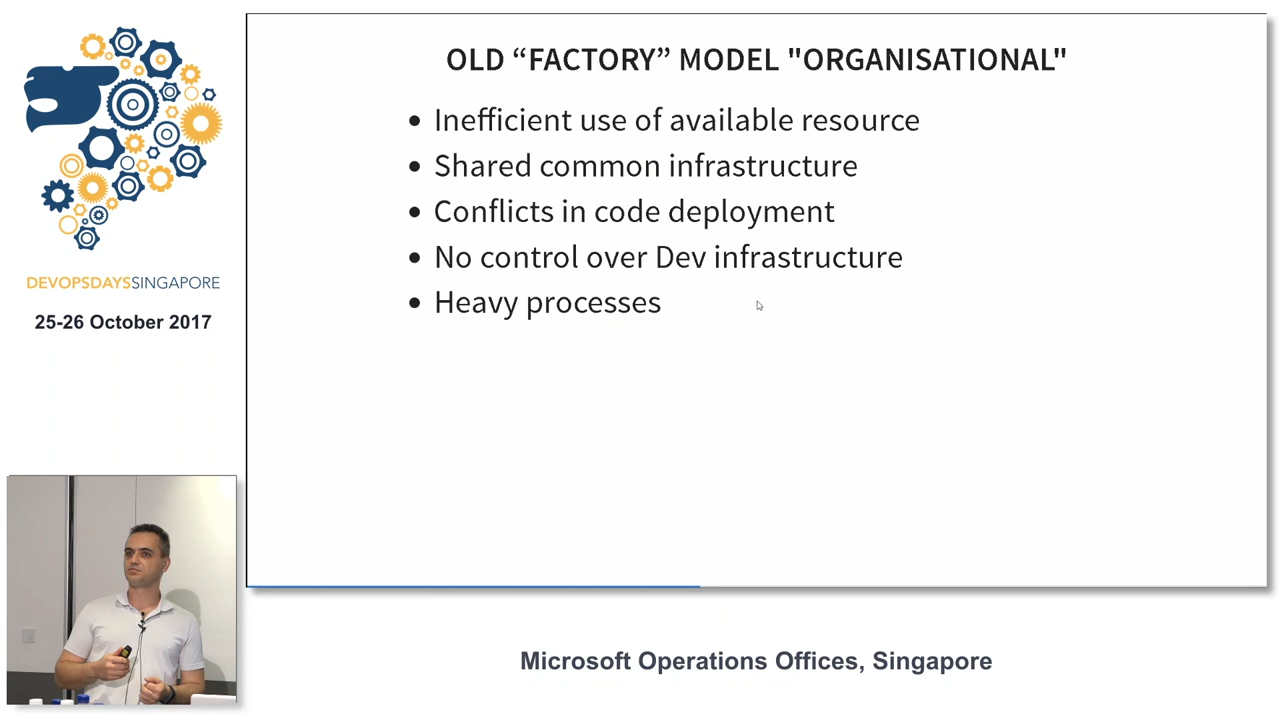 OLD “FACTORY” MODEL "ORGANISATIONAL"
• Inefficient use of available resource
• Shared common infrastructure
• Conflicts in code deployment
• No control over Dev infrastructure
• Heavy processes
DEVOPSDAYSSINGAPORE
25-26 October 2017
Microsoft Operations Offices, Singapore